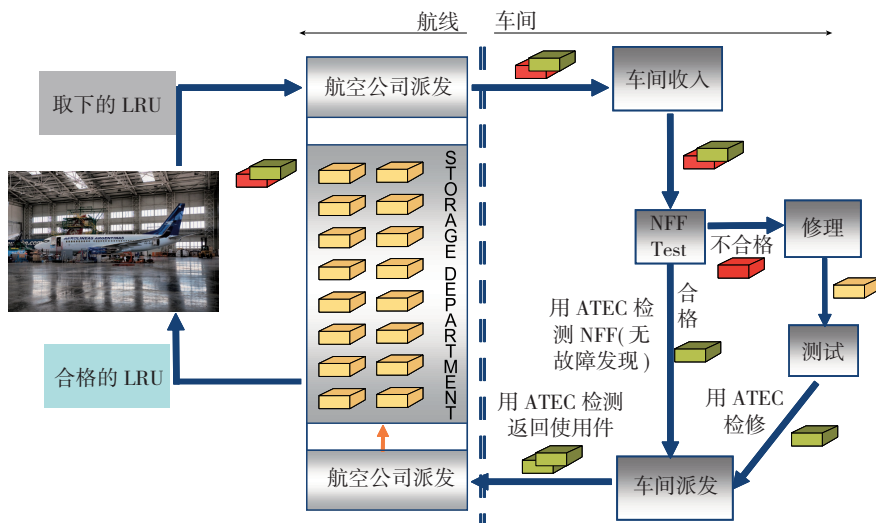 航线 车间
取下的 LRU
航空公司派发
车间收入
STORAGE DEPARTMENT
NFF
Test
不合格
修理
合格
用 ATEC 检
测 NFF(无
故障发现)
测试
合格的 LRU
用 ATEC 检测
返回使用件
用 ATEC
检修
航空公司派发
车间派发
AEROLINEAS ARGENTINAS